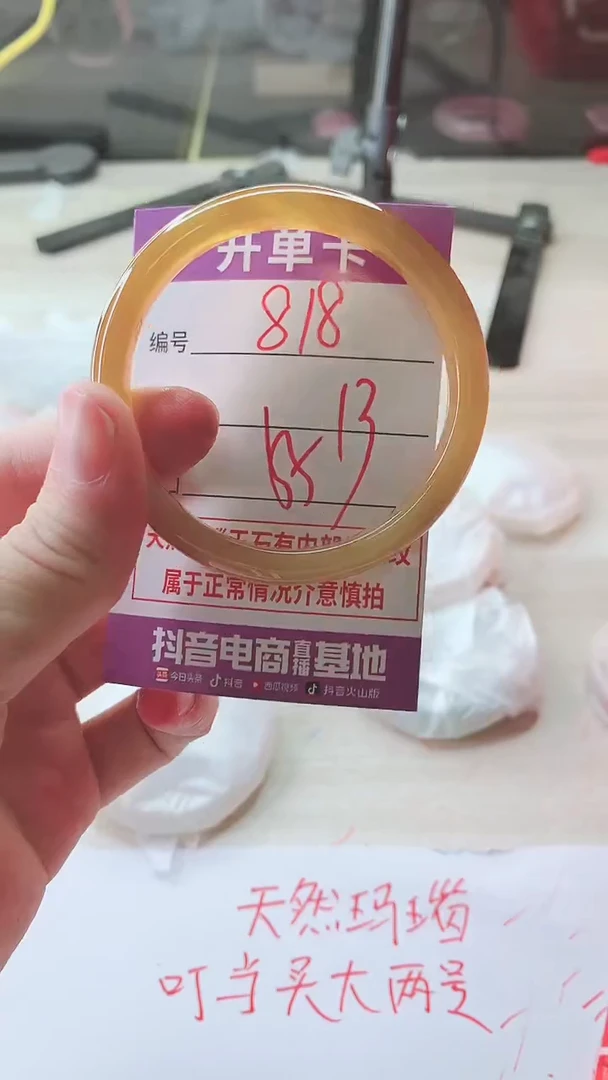 开单卡
编号 818
65 13
属于正常情况介意慎拍
抖音电商直播基地
今日头条 抖音 西瓜视频 抖音火山版
天然玛瑙
叮当买大两号